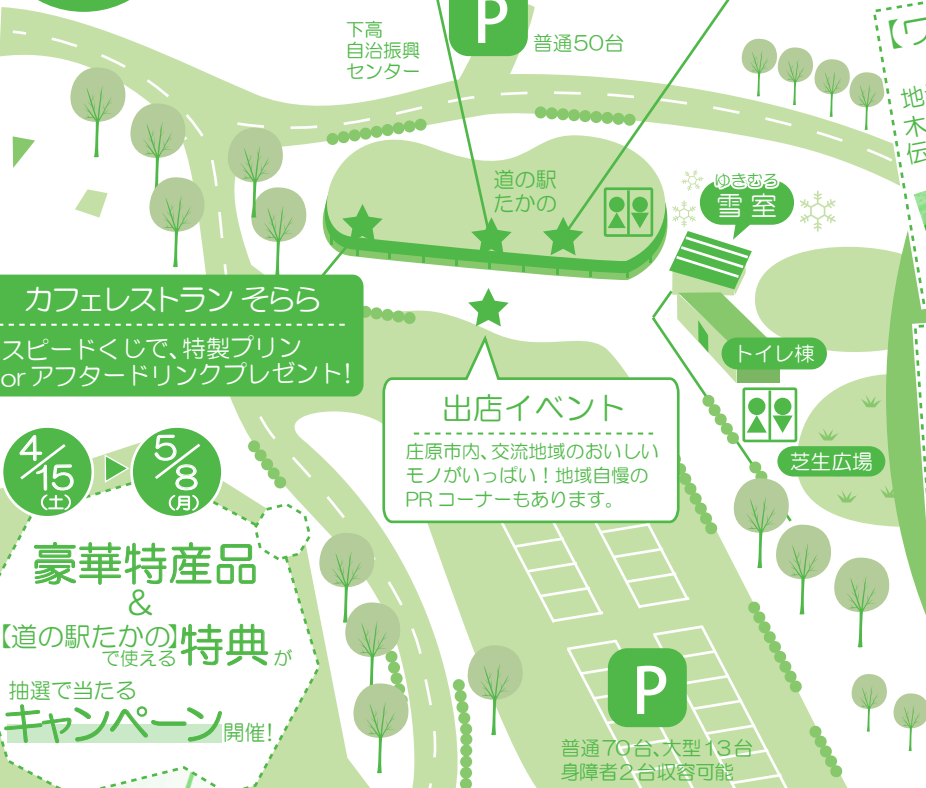 下高
自治振興
センター
P
普通50台
道の駅
たかの
ゆきむろ
雪室
カフェレストラン そらら
スピードくじで、特製プリン
or アフタードリンクプレゼント!
トイレ棟
芝生広場
出店イベント
庄原市内、交流地域のおいしい
モノがいっぱい!地域自慢の
PRコーナーもあります。
4/15
(土)
5/8
(月)
豪華特産品
&
【道の駅たかの】
で使える特典が
抽選で当たる
キャンペーン開催!
P
普通70台、大型13台
身障者2台収容可能
【ワ
地
木
伝